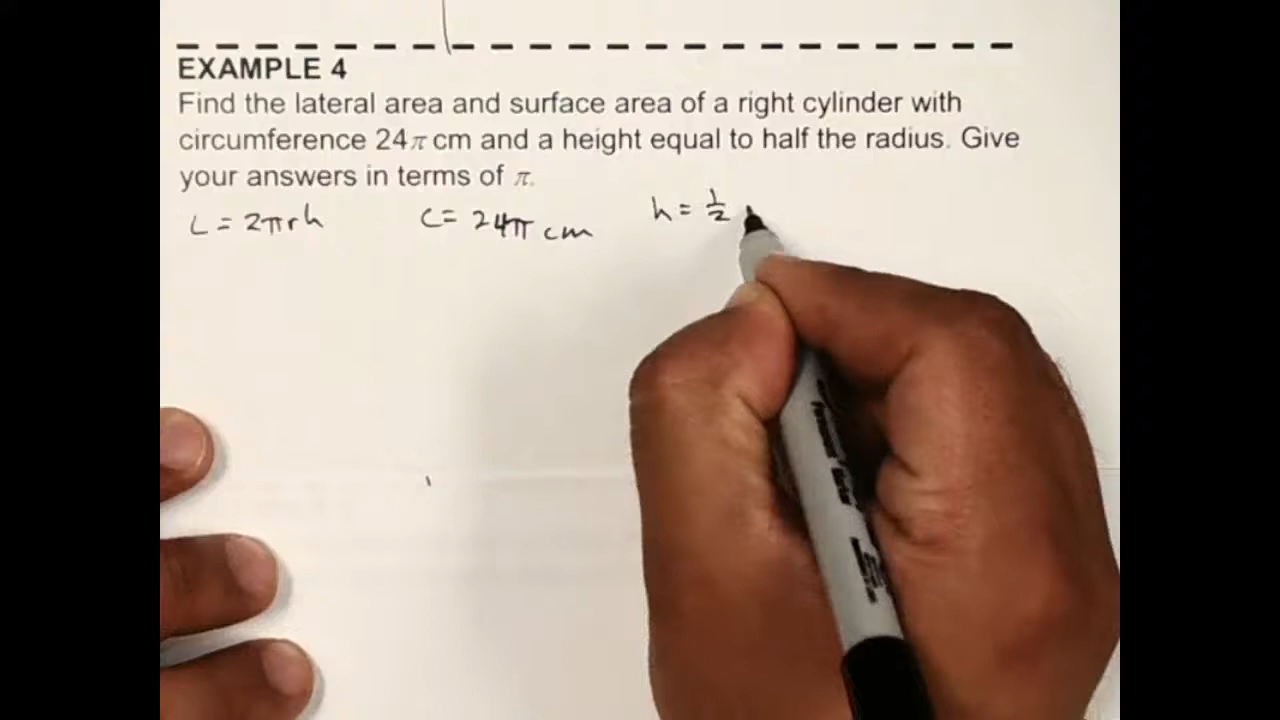 EXAMPLE 4
Find the lateral area and surface area of a right cylinder with
circumference 24π cm and a height equal to half the radius. Give
your answers in terms of π.
L = 2πrh C = 24π cm h = 1/2